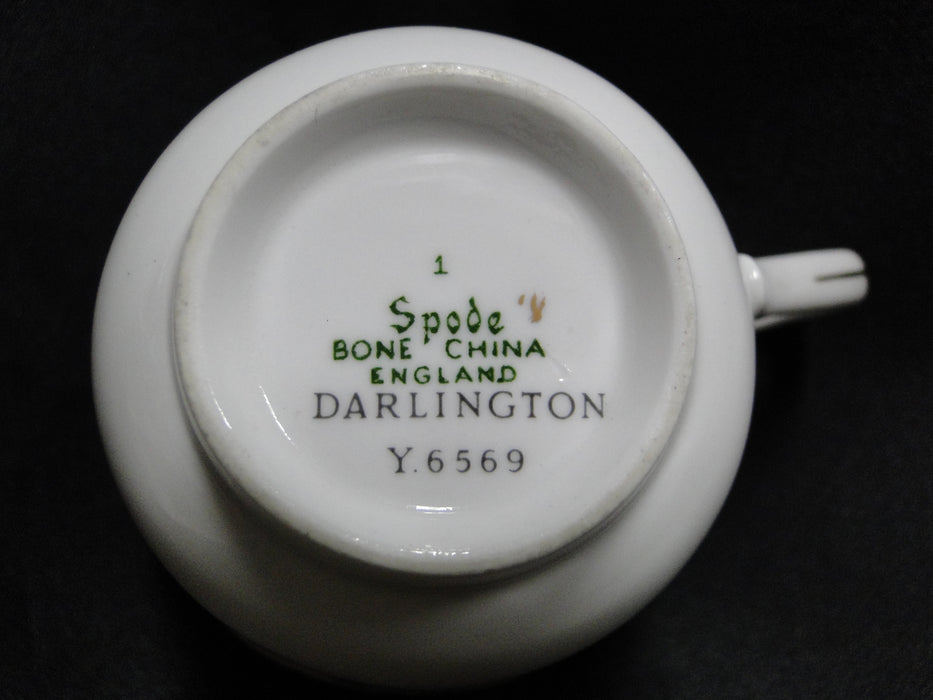 1
Spode
BONE CHINA
ENGLAND
DARLINGTON
Y.6569